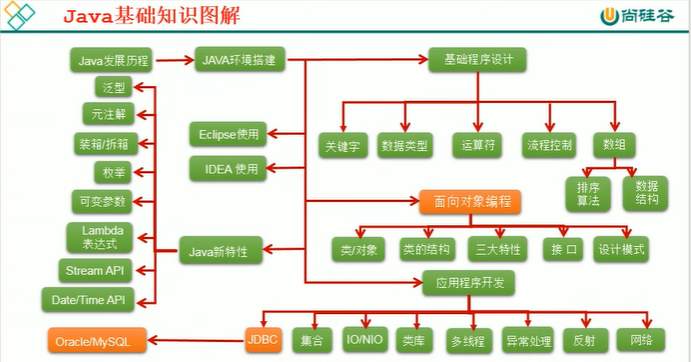 Java基础知识图解
尚硅谷
Java发展历程
JAVA环境搭建
基础程序设计
泛型
元注解
装箱/拆箱
枚举
可变参数
Lambda
表达式
Stream API
Date/Time API
Eclipse使用
IDEA 使用
Java新特性
关键字
数据类型
运算符
流程控制
数组
排序
算法
数据
结构
面向对象编程
类/对象
类的结构
三大特性
接 口
设计模式
应用程序开发
Oracle/MySQL
JDBC
集合
IO/NIO
类库
多线程
异常处理
反射
网络